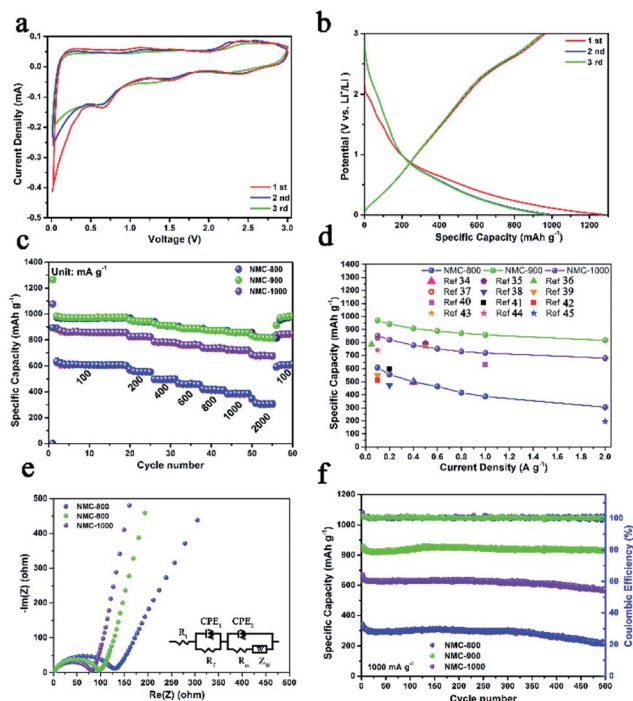 a
0.1
0.0
-0.1
-0.2
-0.3
-0.4
-0.5
Current Density (mA)
0.0 0.5 1.0 1.5 2.0 2.5 3.0
Voltage (V)
1 st
2 nd
3 rd
b
3
2
1
0
Potential (V vs. Li⁺/Li)
0 200 400 600 800 1000 1200
Specific Capacity (mAh g⁻¹)
1 st
2 nd
3 rd
c
Unit: mA g⁻¹
NMC-800
NMC-900
NMC-1000
1400
1200
1000
800
600
400
200
0
Specific Capacity (mAh g⁻¹)
100
200
400
600
800
1000
2000
100
0 10 20 30 40 50 60
Cycle number
d
NMC-800 NMC-900 NMC-1000
Ref 34 Ref 35 Ref 36
Ref 37 Ref 38 Ref 39
Ref 40 Ref 41 Ref 42
Ref 43 Ref 44 Ref 45
1400
1300
1200
1100
1000
900
800
700
600
500
400
300
200
100
0
Specific Capacity (mAh g⁻¹)
0.0 0.2 0.4 0.6 0.8 1.0 1.2 1.4 1.6 1.8 2.0
Current Density (A g⁻¹)
e
NMC-800
NMC-600
NMC-1000
500
400
300
200
100
0
-Im(Z) (ohm)
CPE₁ CPE₂
0 50 100 150 200 250 300 350 400 450 500
Re(Z) (ohm)
f
1200
1000
800
600
400
200
0
Specific Capacity (mAh g⁻¹)
100
80
60
40
20
0
Coulombic Efficiency (%)
NMC-800
NMC-900
NMC-1000
1000 mA g⁻¹
0 50 100 150 200 250 300 350 400 450 500
Cycle number